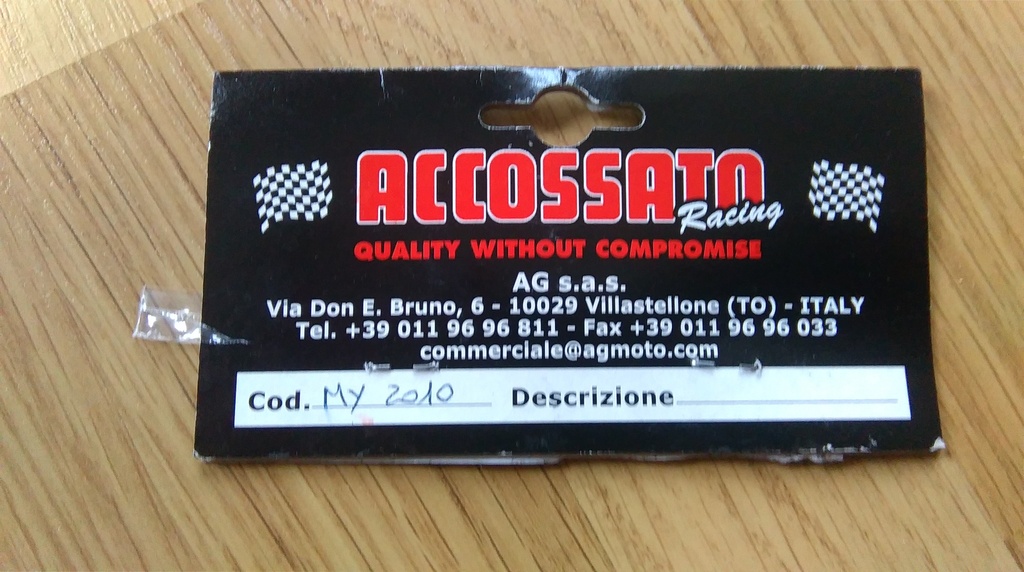 ACCOSSATO
Racing
QUALITY WITHOUT COMPROMISE
AG s.a.s.
Via Don E. Bruno, 6 - 10029 Villastellone (TO) - ITALY
Tel. +39 011 96 96 811 - Fax +39 011 96 96 033
commerciale@agmoto.com
Cod. MY 2010 Descrizione